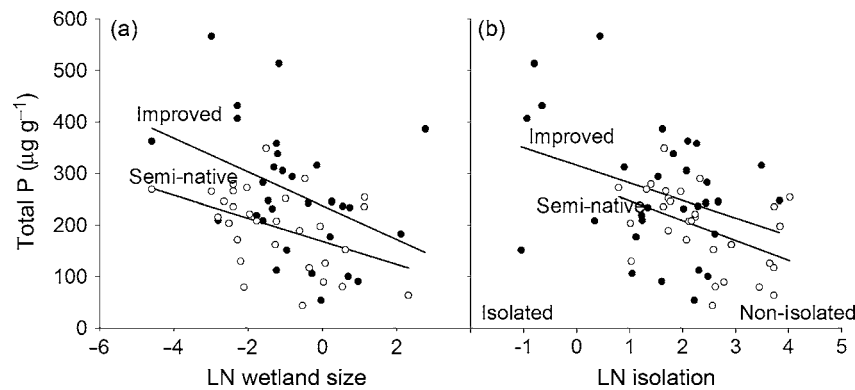 600
500
400
300
200
100
0
Total P (µg g⁻¹)
(a)
Improved
Semi-native
−6
−4
−2
0
2
LN wetland size
(b)
Improved
Semi-native
Isolated
Non-isolated
-1
0
1
2
3
4
5
LN isolation